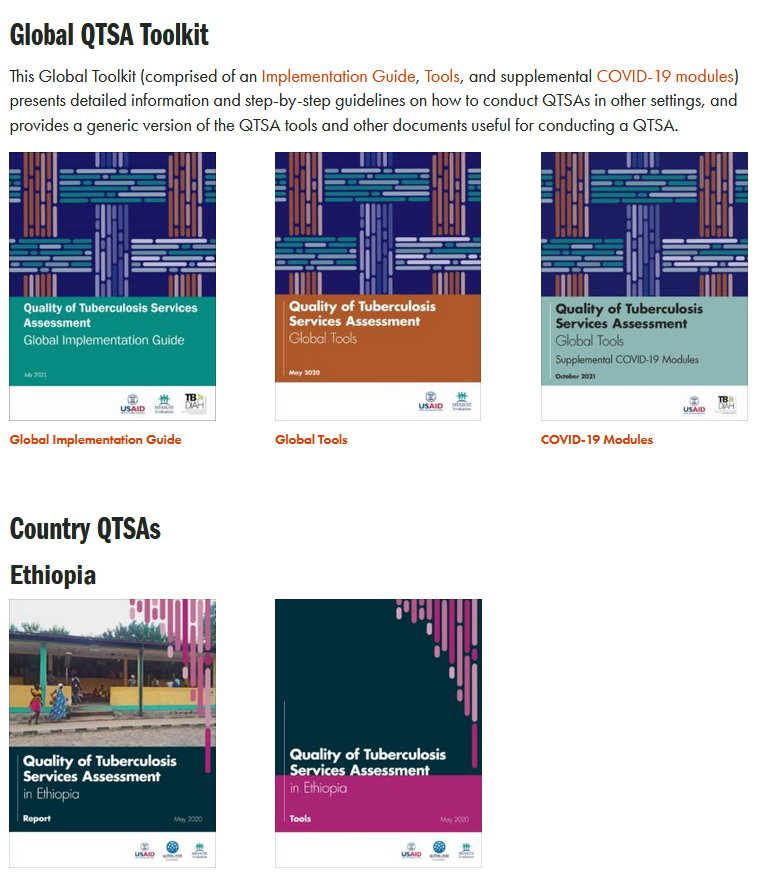 Global QTSA Toolkit
This Global Toolkit (comprised of an Implementation Guide, Tools, and supplemental COVID-19 modules)
presents detailed information and step-by-step guidelines on how to conduct QTSAs in other settings, and
provides a generic version of the QTSA tools and other documents useful for conducting a QTSA.
Quality of Tuberculosis Services
Assessment
Global Implementation Guide
July 2021
USAID
MEASURE
Evaluation
TB
DIAH
Quality of Tuberculosis
Services Assessment
Global Tools
May 2020
USAID
MEASURE
Evaluation
Quality of Tuberculosis
Services Assessment
Global Tools
Supplemental COVID-19 Modules
October 2021
USAID
TB
DIAH
Global Implementation Guide
Global Tools
COVID-19 Modules
Country QTSAs
Ethiopia
Quality of Tuberculosis
Services Assessment
in Ethiopia
Report
May 2020
USAID
Quality of Tuberculosis
Services Assessment
in Ethiopia
Tools
May 2020
USAID